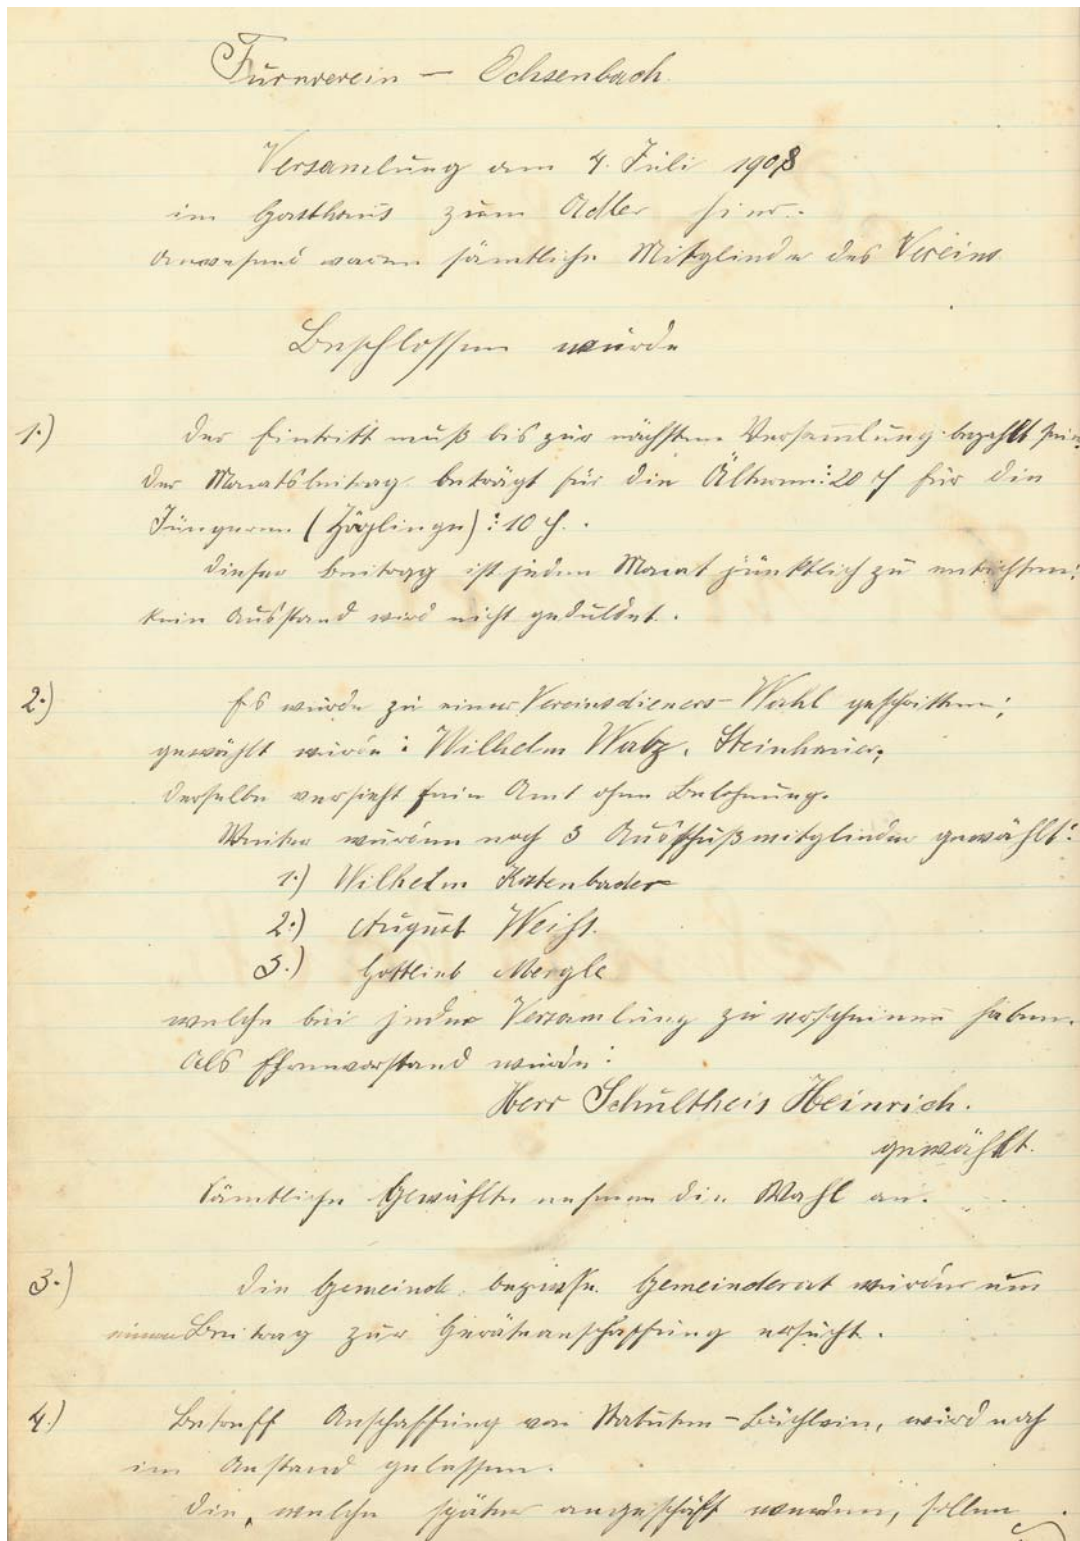 Turnverein — Ochsenbach.
Versamlung am 4. Juli 1908
im Gasthaus zum Adler hier.
Anwesend waren sämtliche Mitglieder des Vereins
Beschlossen wurde
1.) Der Eintritt muß bis zur nächsten Versammlung bezahlt sein,
der Monatsbeitrag beträgt für die Älteren: 20 ₰ für die
Jüngeren (Zöglinge): 10 ₰.
Dieser Beitrag ist jeden Monat pünktlich zu entrichten;
kein Ausstand wird nicht geduldet.
2.) Es wurde zu einer Vereinsdieners-Wahl geschritten;
gewählt wurde: Wilhelm Watz, Steinhauer,
derselbe versieht sein Amt ohne Belohnung.
Weiter wurden noch 3 Ausschußmitglieder gewählt:
1.) Wilhelm Katenbader
2.) August Weiß.
3.) Gottlieb Mergle
welche bei jeder Versamlung zu erscheinen haben.
Als Ehrenvorstand wurde:
Herr Schultheis Heinrich.
gewählt.
Sämtliche Gewählte nehmen die Wahl an.
3.) Die Gemeinde bezw. Gemeinderat wurde um
einen Beitrag zur Geräteanschaffung ersucht.
4.) Betreff Anschaffung von Statuten-Büchlein, wird noch
im Anstand gelassen.
Die, welche später angeschafft werden, sollen